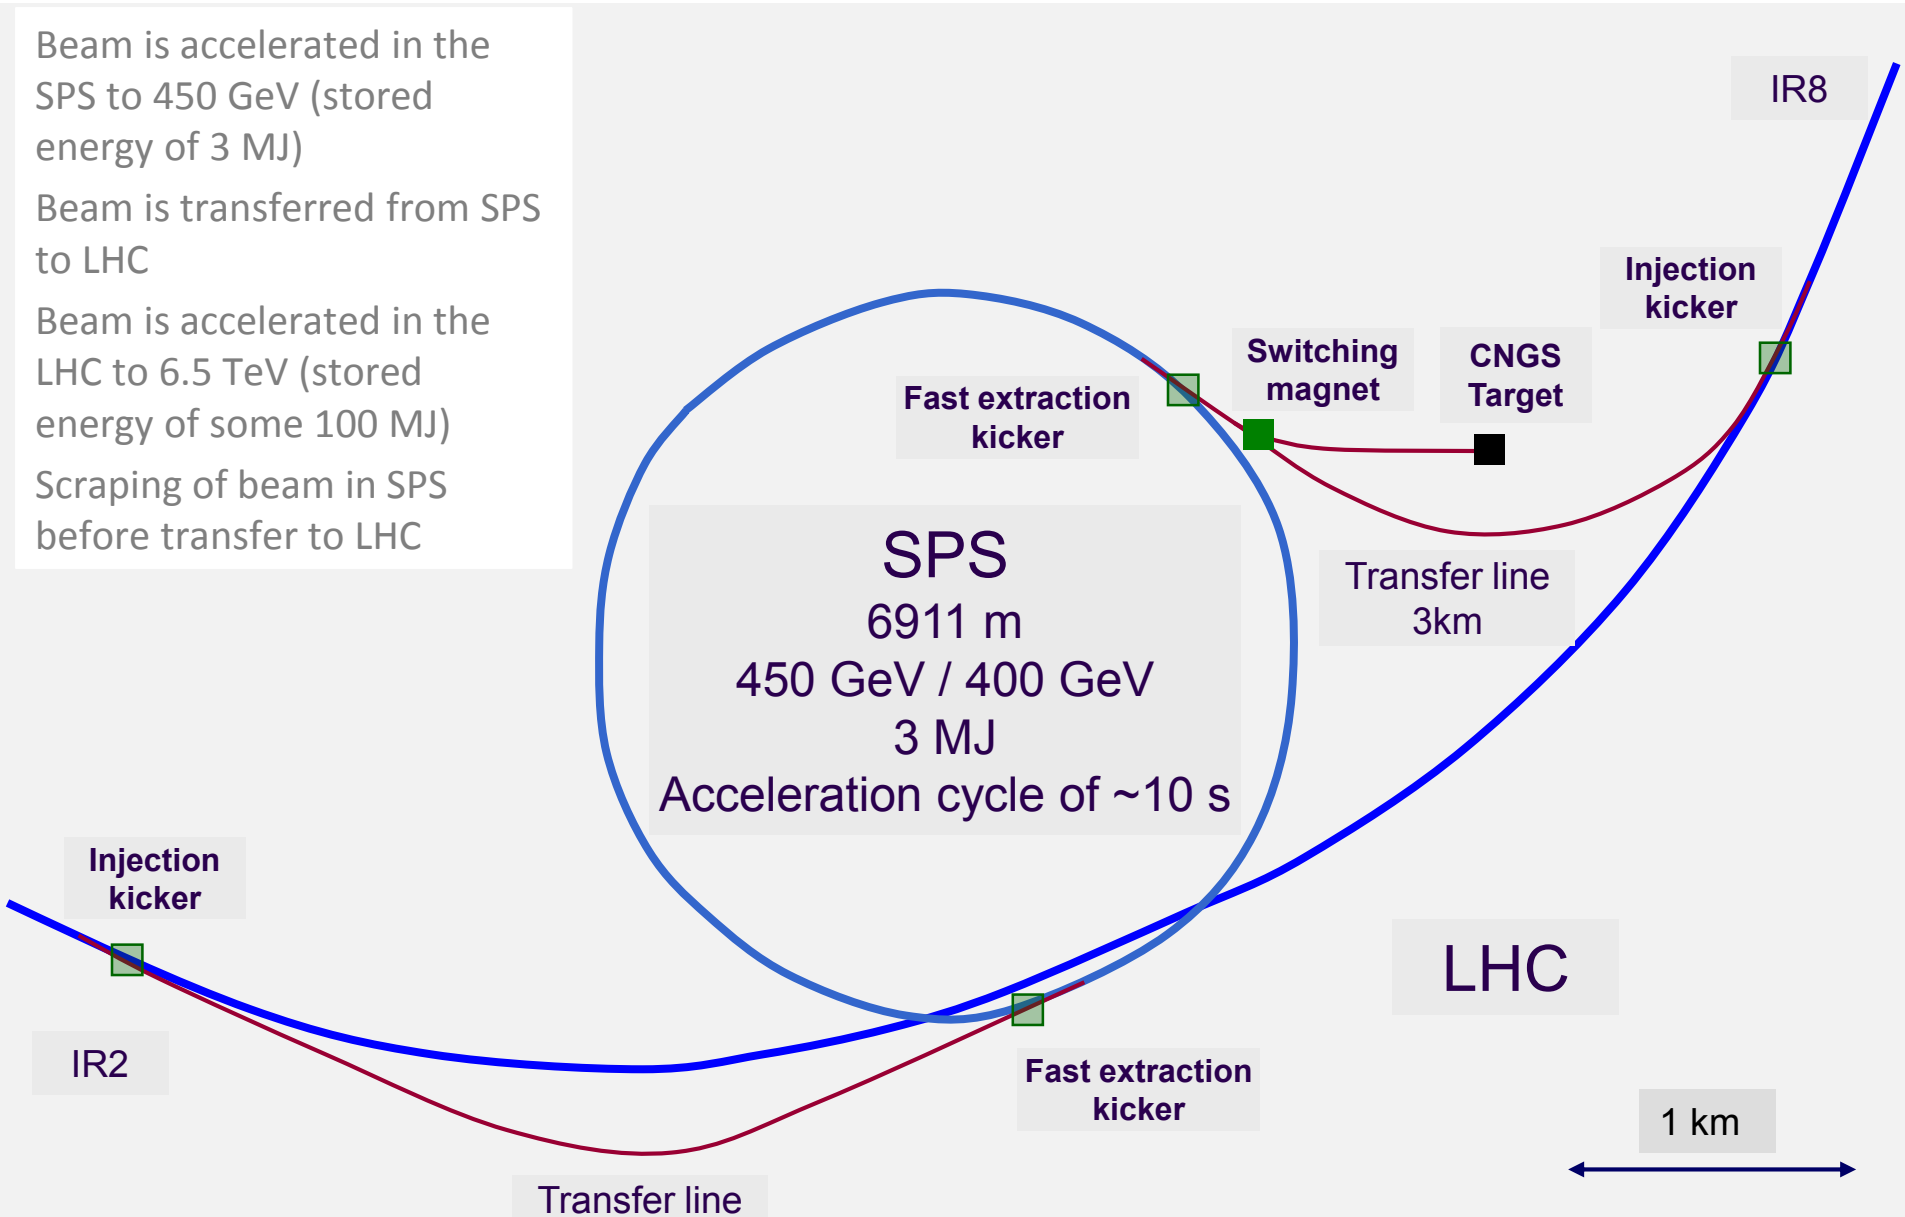 Beam is accelerated in the
SPS to 450 GeV (stored
energy of 3 MJ)
Beam is transferred from SPS
to LHC
Beam is accelerated in the
LHC to 6.5 TeV (stored
energy of some 100 MJ)
Scraping of beam in SPS
before transfer to LHC
IR8
Injection
kicker
Switching
magnet
CNGS
Target
Fast extraction
kicker
SPS
6911 m
450 GeV / 400 GeV
3 MJ
Acceleration cycle of ~10 s
Transfer line
3km
Injection
kicker
LHC
IR2
Fast extraction
kicker
1 km
Transfer line